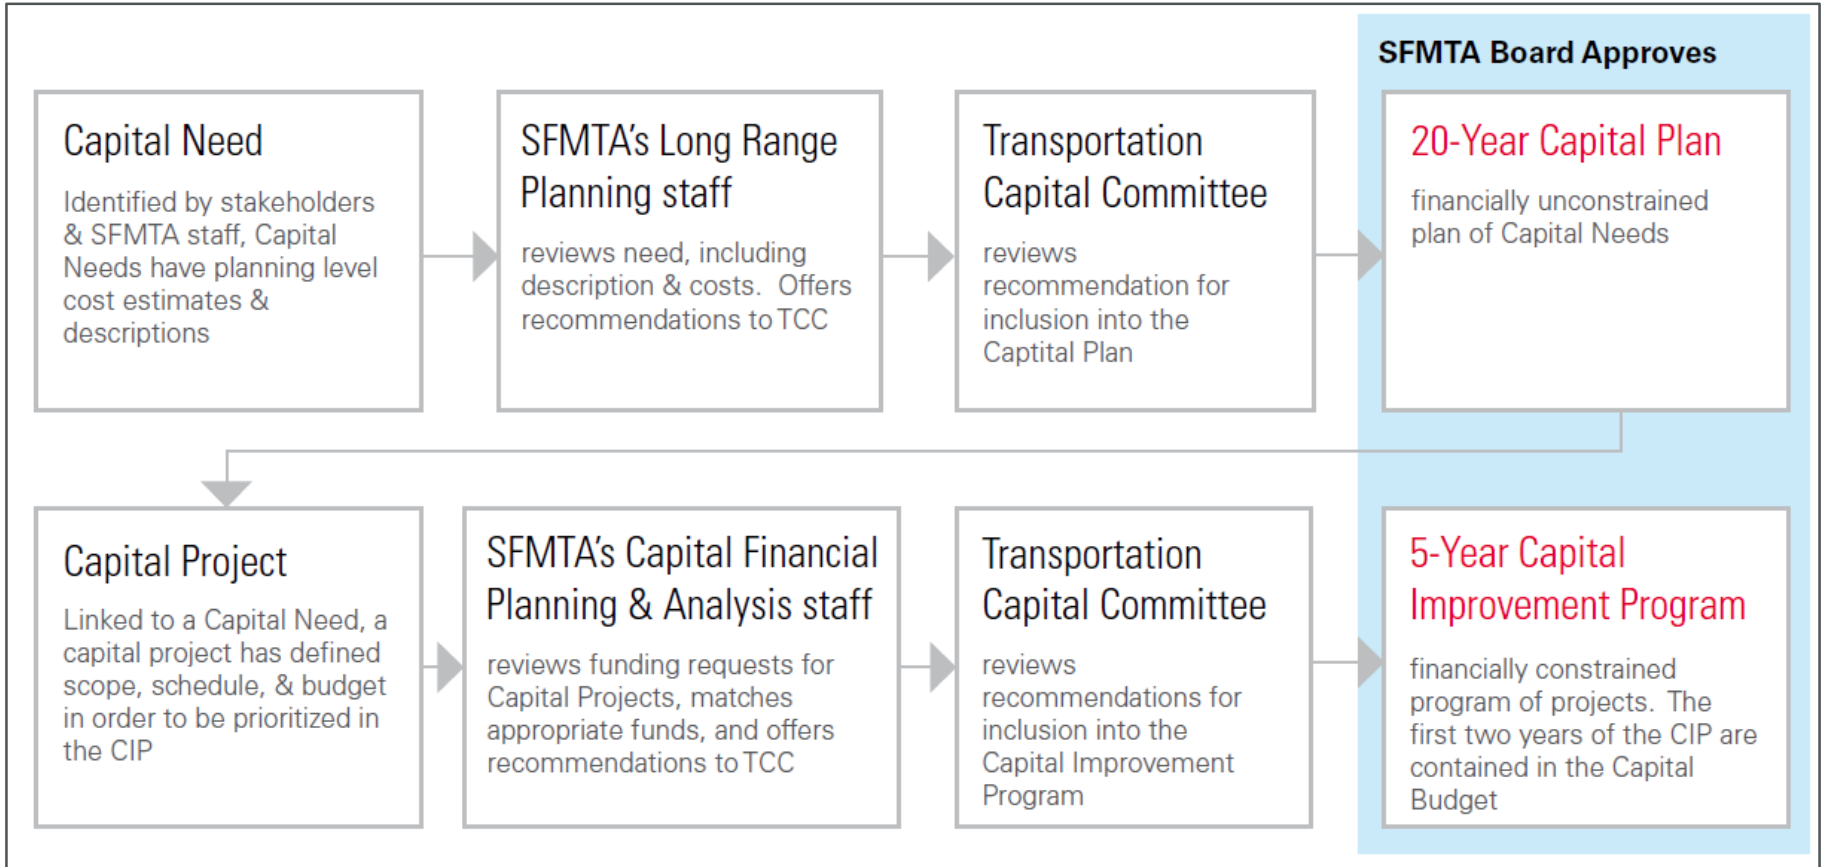 SFMTA Board Approves
Capital Need
Identified by stakeholders
& SFMTA staff, Capital
Needs have planning level
cost estimates &
descriptions
SFMTA's Long Range
Planning staff
reviews need, including
description & costs. Offers
recommendations to TCC
Transportation
Capital Committee
reviews
recommendation for
inclusion into the
Captital Plan
20-Year Capital Plan
financially unconstrained
plan of Capital Needs
Capital Project
Linked to a Capital Need, a
capital project has defined
scope, schedule, & budget
in order to be prioritized in
the CIP
SFMTA's Capital Financial
Planning & Analysis staff
reviews funding requests for
Capital Projects, matches
appropriate funds, and offers
recommendations to TCC
Transportation
Capital Committee
reviews
recommendations for
inclusion into the
Capital Improvement
Program
5-Year Capital
Improvement Program
financially constrained
program of projects. The
first two years of the CIP are
contained in the Capital
Budget